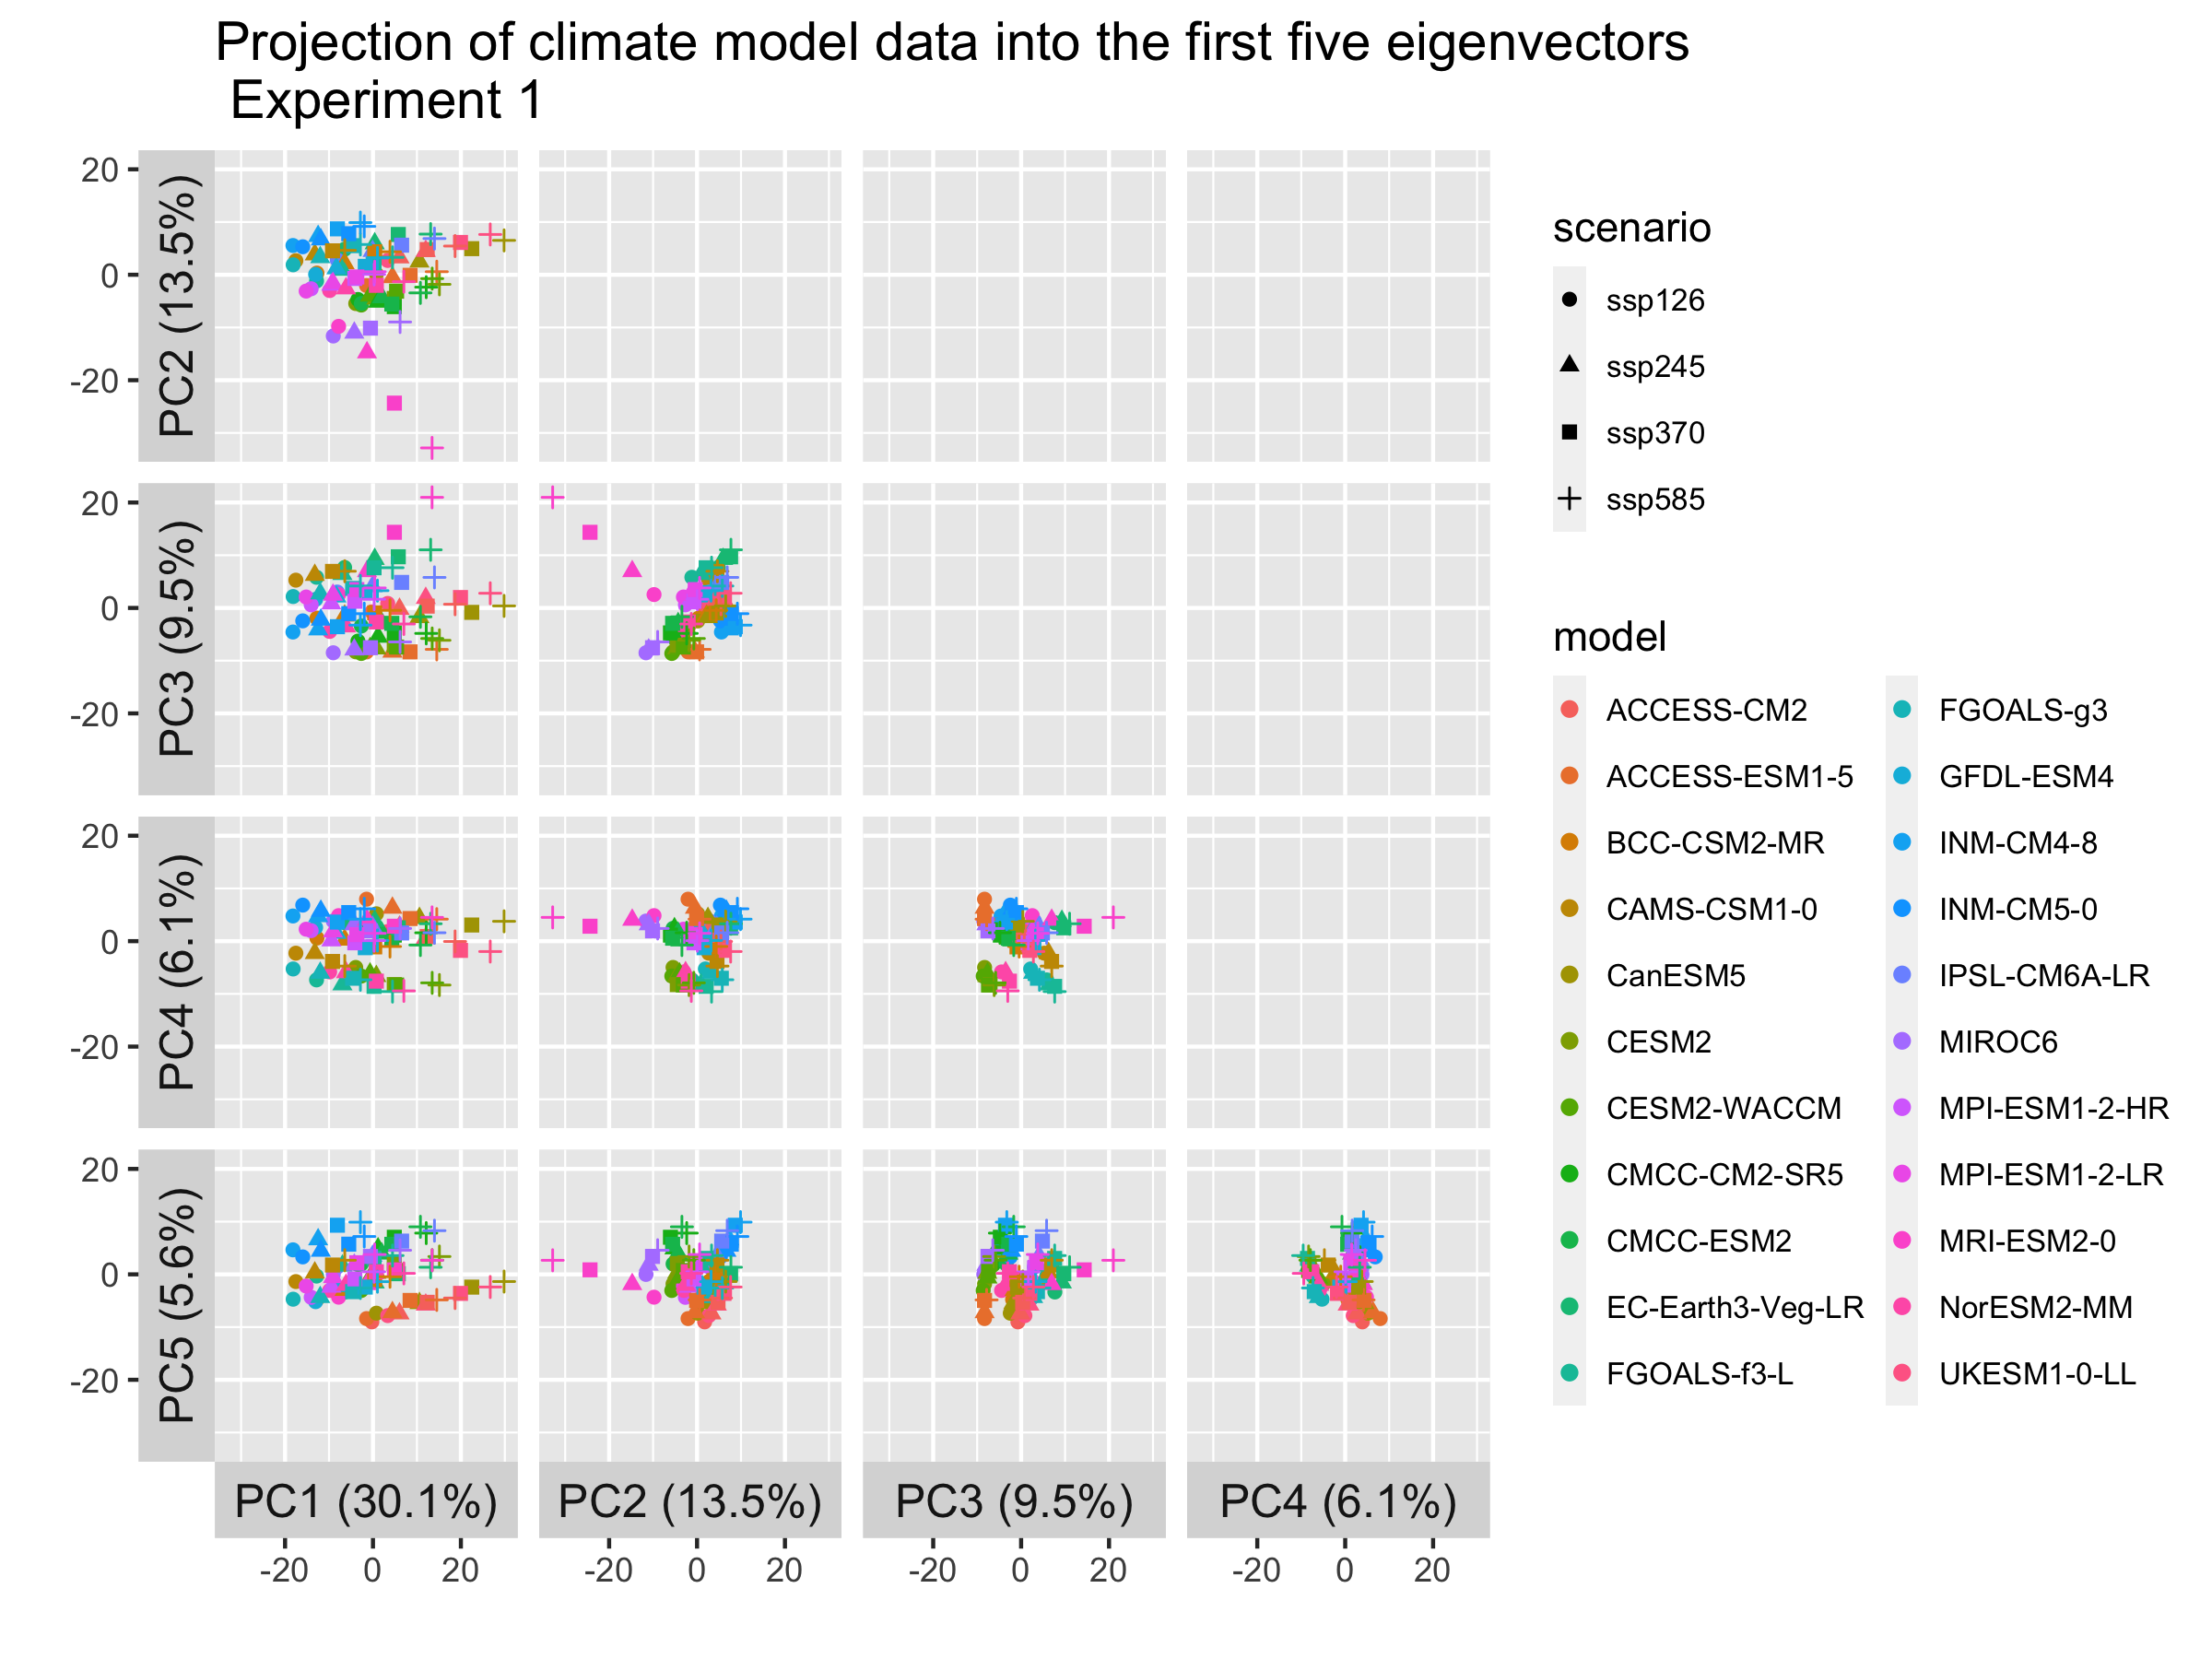 Projection of climate model data into the first five eigenvectors
Experiment 1
20
0
-20
PC2 (13.5%)
20
0
-20
PC3 (9.5%)
20
0
-20
PC4 (6.1%)
20
0
-20
PC5 (5.6%)
PC1 (30.1%)
PC2 (13.5%)
PC3 (9.5%)
PC4 (6.1%)
-20 0 20
-20 0 20
-20 0 20
-20 0 20
scenario
ssp126
ssp245
ssp370
ssp585
model
ACCESS-CM2
ACCESS-ESM1-5
BCC-CSM2-MR
CAMS-CSM1-0
CanESM5
CESM2
CESM2-WACCM
CMCC-CM2-SR5
CMCC-ESM2
EC-Earth3-Veg-LR
FGOALS-f3-L
FGOALS-g3
GFDL-ESM4
INM-CM4-8
INM-CM5-0
IPSL-CM6A-LR
MIROC6
MPI-ESM1-2-HR
MPI-ESM1-2-LR
MRI-ESM2-0
NorESM2-MM
UKESM1-0-LL